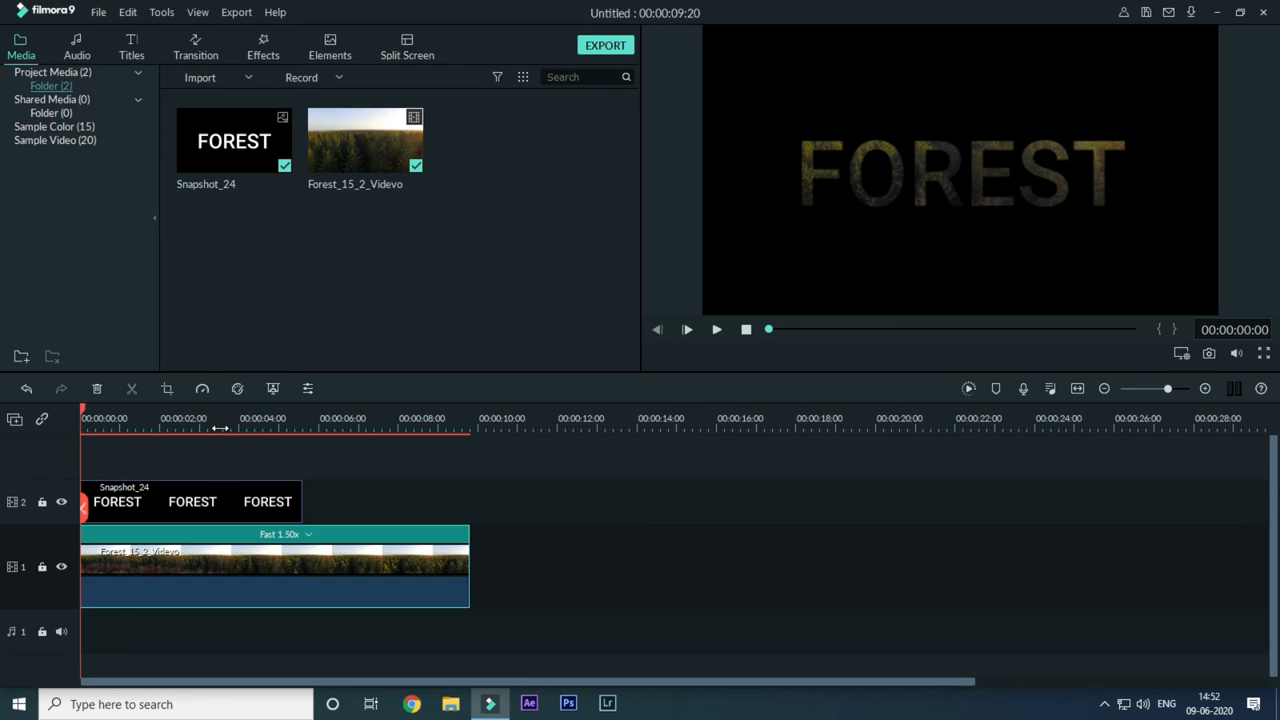 filmora 9 File Edit Tools View Export Help Untitled : 00:00:09:20
Media Audio Titles Transition Effects Elements Split Screen EXPORT
Project Media (2) Import Record Search
Folder (2)
Shared Media (0)
Folder (0)
Sample Color (15)
Sample Video (20)
FOREST
Snapshot_24 Forest_15_2_Videvo
FOREST
00:00:00:00
00:00:00:00 00:00:02:00 00:00:04:00 00:00:06:00 00:00:08:00 00:00:10:00 00:00:12:00 00:00:14:00 00:00:16:00 00:00:18:00 00:00:20:00 00:00:22:00 00:00:24:00 00:00:26:00 00:00:28:00
Snapshot_24
2 FOREST FOREST FOREST
Fast 1.50x
Forest_15_2_Videvo
1
1
Type here to search Ae Ps Lr ENG 14:52
09-06-2020